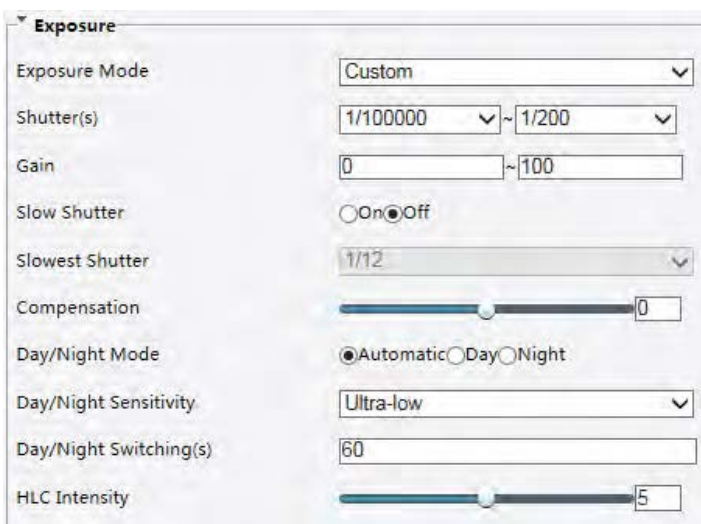 Exposure
Exposure Mode Custom
Shutter(s) 1/100000 ~ 1/200
Gain 0 ~ 100
Slow Shutter On Off
Slowest Shutter 1/12
Compensation 0
Day/Night Mode Automatic Day Night
Day/Night Sensitivity Ultra-low
Day/Night Switching(s) 60
HLC Intensity 5